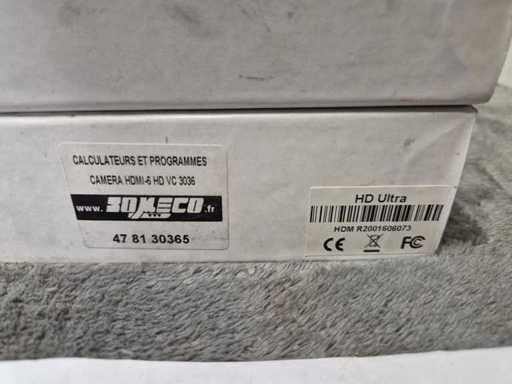 CALCULATEURS ET PROGRAMMES
CAMERA HDMI-6 HD VC 3036
www.SOMECO.fr
47 81 30365
HD Ultra
HDM R2001606073
CE FC